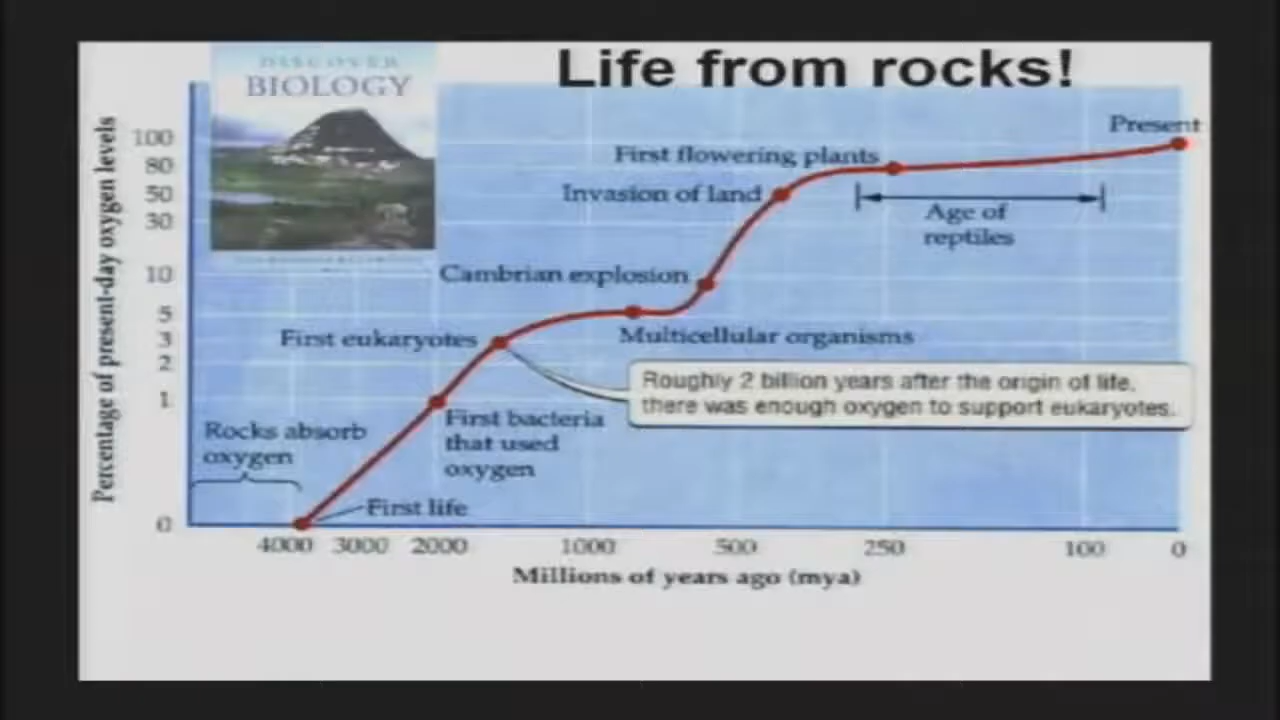 Life from rocks!
DISCOVER
BIOLOGY
Percentage of present-day oxygen levels
100
80
50
30
10
5
3
2
1
0
Present
First flowering plants
Invasion of land
Age of
reptiles
Cambrian explosion
First eukaryotes
Multicellular organisms
Roughly 2 billion years after the origin of life,
there was enough oxygen to support eukaryotes.
First bacteria
that used
oxygen
Rocks absorb
oxygen
First life
4000 3000 2000 1000 500 250 100 0
Millions of years ago (mya)